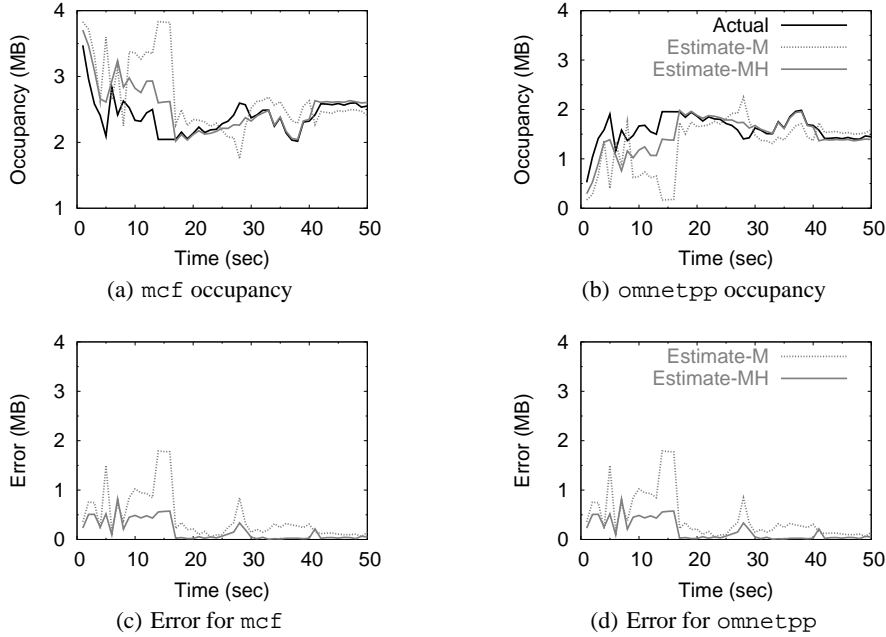 4
3
2
1
Occupancy (MB)
0 10 20 30 40 50
Time (sec)
(a) mcf occupancy
4
3
2
1
0
Occupancy (MB)
Actual
Estimate-M
Estimate-MH
0 10 20 30 40 50
Time (sec)
(b) omnetpp occupancy
4
3
2
1
0
Error (MB)
0 10 20 30 40 50
Time (sec)
(c) Error for mcf
4
3
2
1
0
Error (MB)
Estimate-M
Estimate-MH
0 10 20 30 40 50
Time (sec)
(d) Error for omnetpp